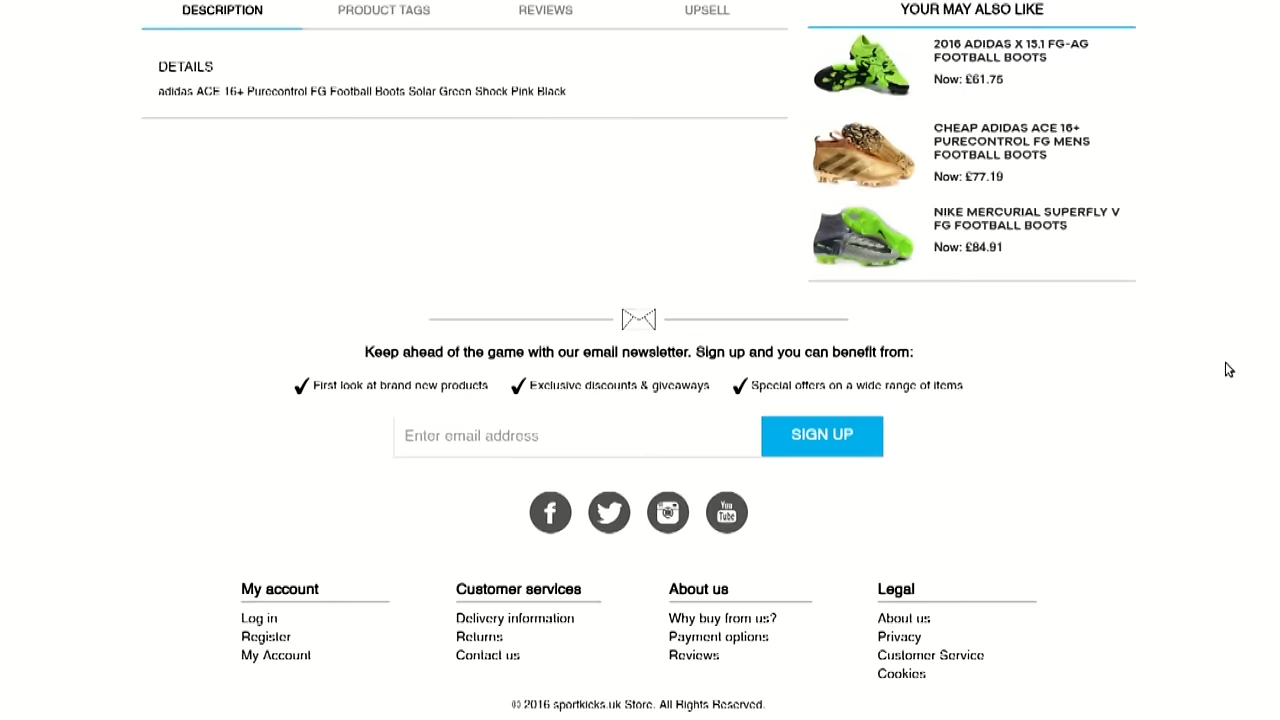 DESCRIPTION PRODUCT TAGS REVIEWS UPSELL
DETAILS
adidas ACE 16+ Purecontrol FG Football Boots Solar Green Shock Pink Black
YOUR MAY ALSO LIKE
2016 ADIDAS X 15.1 FG-AG
FOOTBALL BOOTS
Now: £61.75
CHEAP ADIDAS ACE 16+
PURECONTROL FG MENS
FOOTBALL BOOTS
Now: £77.19
NIKE MERCURIAL SUPERFLY V
FG FOOTBALL BOOTS
Now: £84.91
Keep ahead of the game with our email newsletter. Sign up and you can benefit from:
First look at brand new products Exclusive discounts & giveaways Special offers on a wide range of items
Enter email address SIGN UP
You
Tube
My account
Log in
Register
My Account
Customer services
Delivery information
Returns
Contact us
About us
Why buy from us?
Payment options
Reviews
Legal
About us
Privacy
Customer Service
Cookies
© 2016 sportkicks.uk Store. All Rights Reserved.